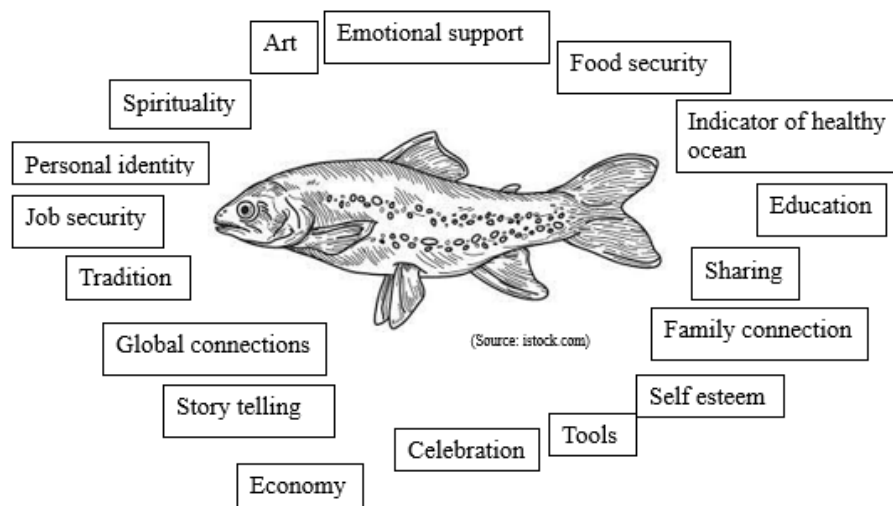 Art
Emotional support
Food security
Spirituality
Indicator of healthy
ocean
Personal identity
Education
Job security
Sharing
Tradition
Family connection
Global connections
(Source: istock.com)
Self esteem
Story telling
Tools
Celebration
Economy